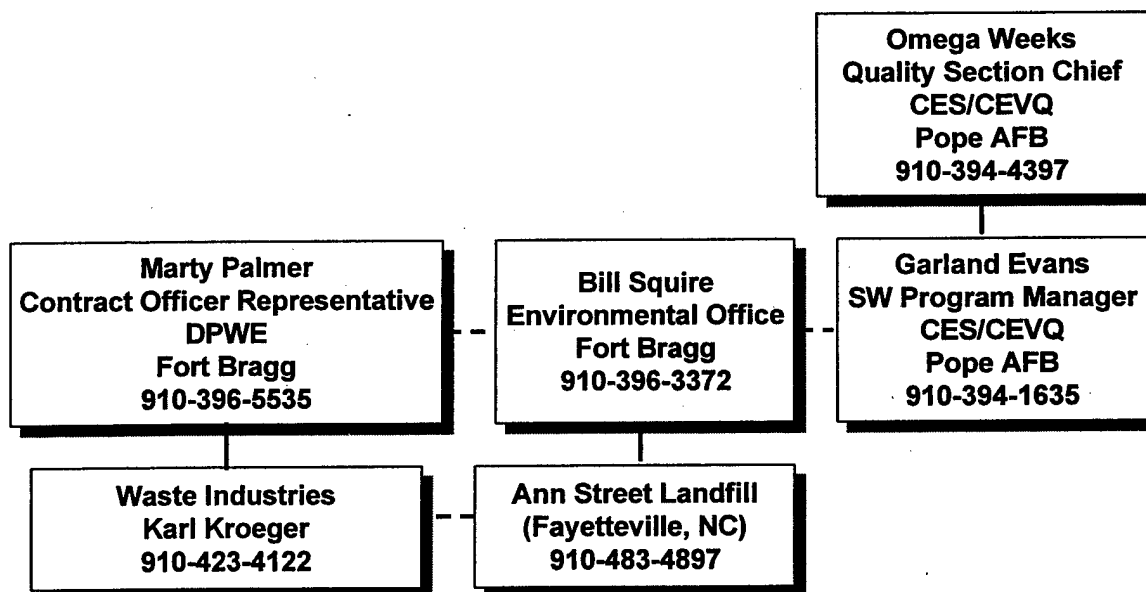 Omega Weeks
Quality Section Chief
CES/CEVQ
Pope AFB
910-394-4397
Marty Palmer
Contract Officer Representative
DPWE
Fort Bragg
910-396-5535
Bill Squire
Environmental Office
Fort Bragg
910-396-3372
Garland Evans
SW Program Manager
CES/CEVQ
Pope AFB
910-394-1635
Waste Industries
Karl Kroeger
910-423-4122
Ann Street Landfill
(Fayetteville, NC)
910-483-4897